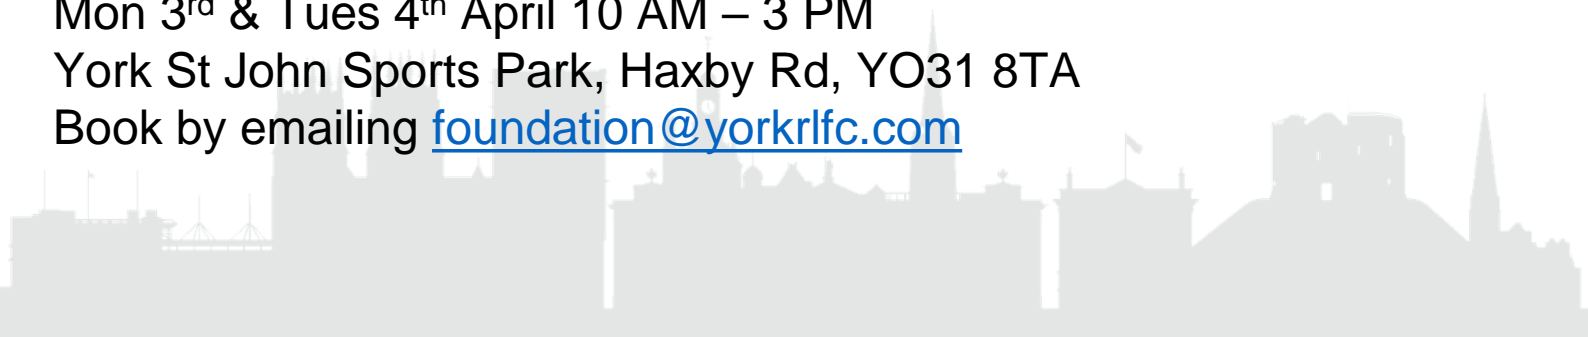 Mon 3rd & Tues 4th April 10 AM – 3 PM
York St John Sports Park, Haxby Rd, YO31 8TA
Book by emailing foundation@yorkrlfc.com